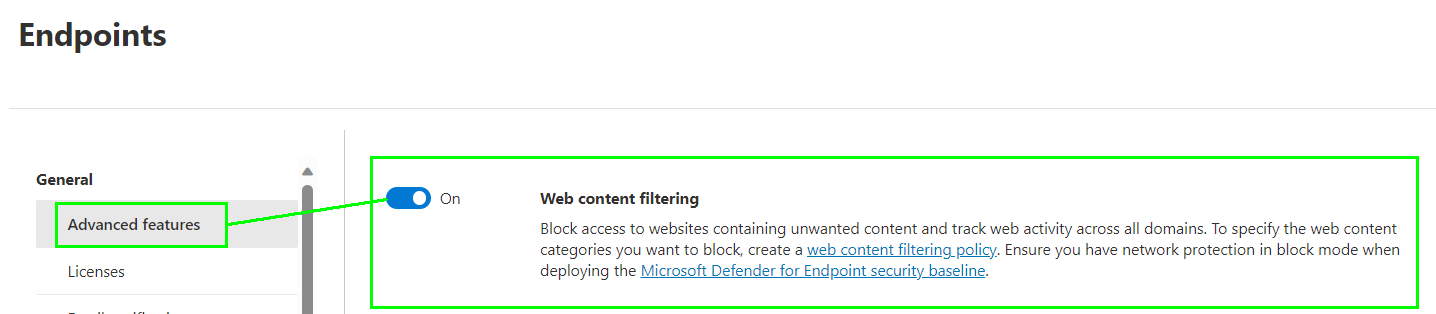 Endpoints
General
Advanced features
Licenses
On
Web content filtering
Block access to websites containing unwanted content and track web activity across all domains. To specify the web content
categories you want to block, create a web content filtering policy. Ensure you have network protection in block mode when
deploying the Microsoft Defender for Endpoint security baseline.